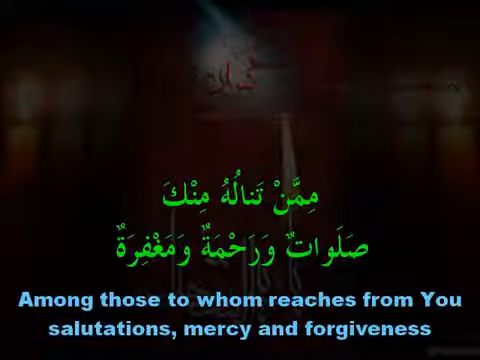 مِمَّنْ تَنالُهُ مِنْكَ
صَلَواتٌ وَرَحْمَةٌ وَمَغْفِرَةٌ
Among those to whom reaches from You
salutations, mercy and forgiveness